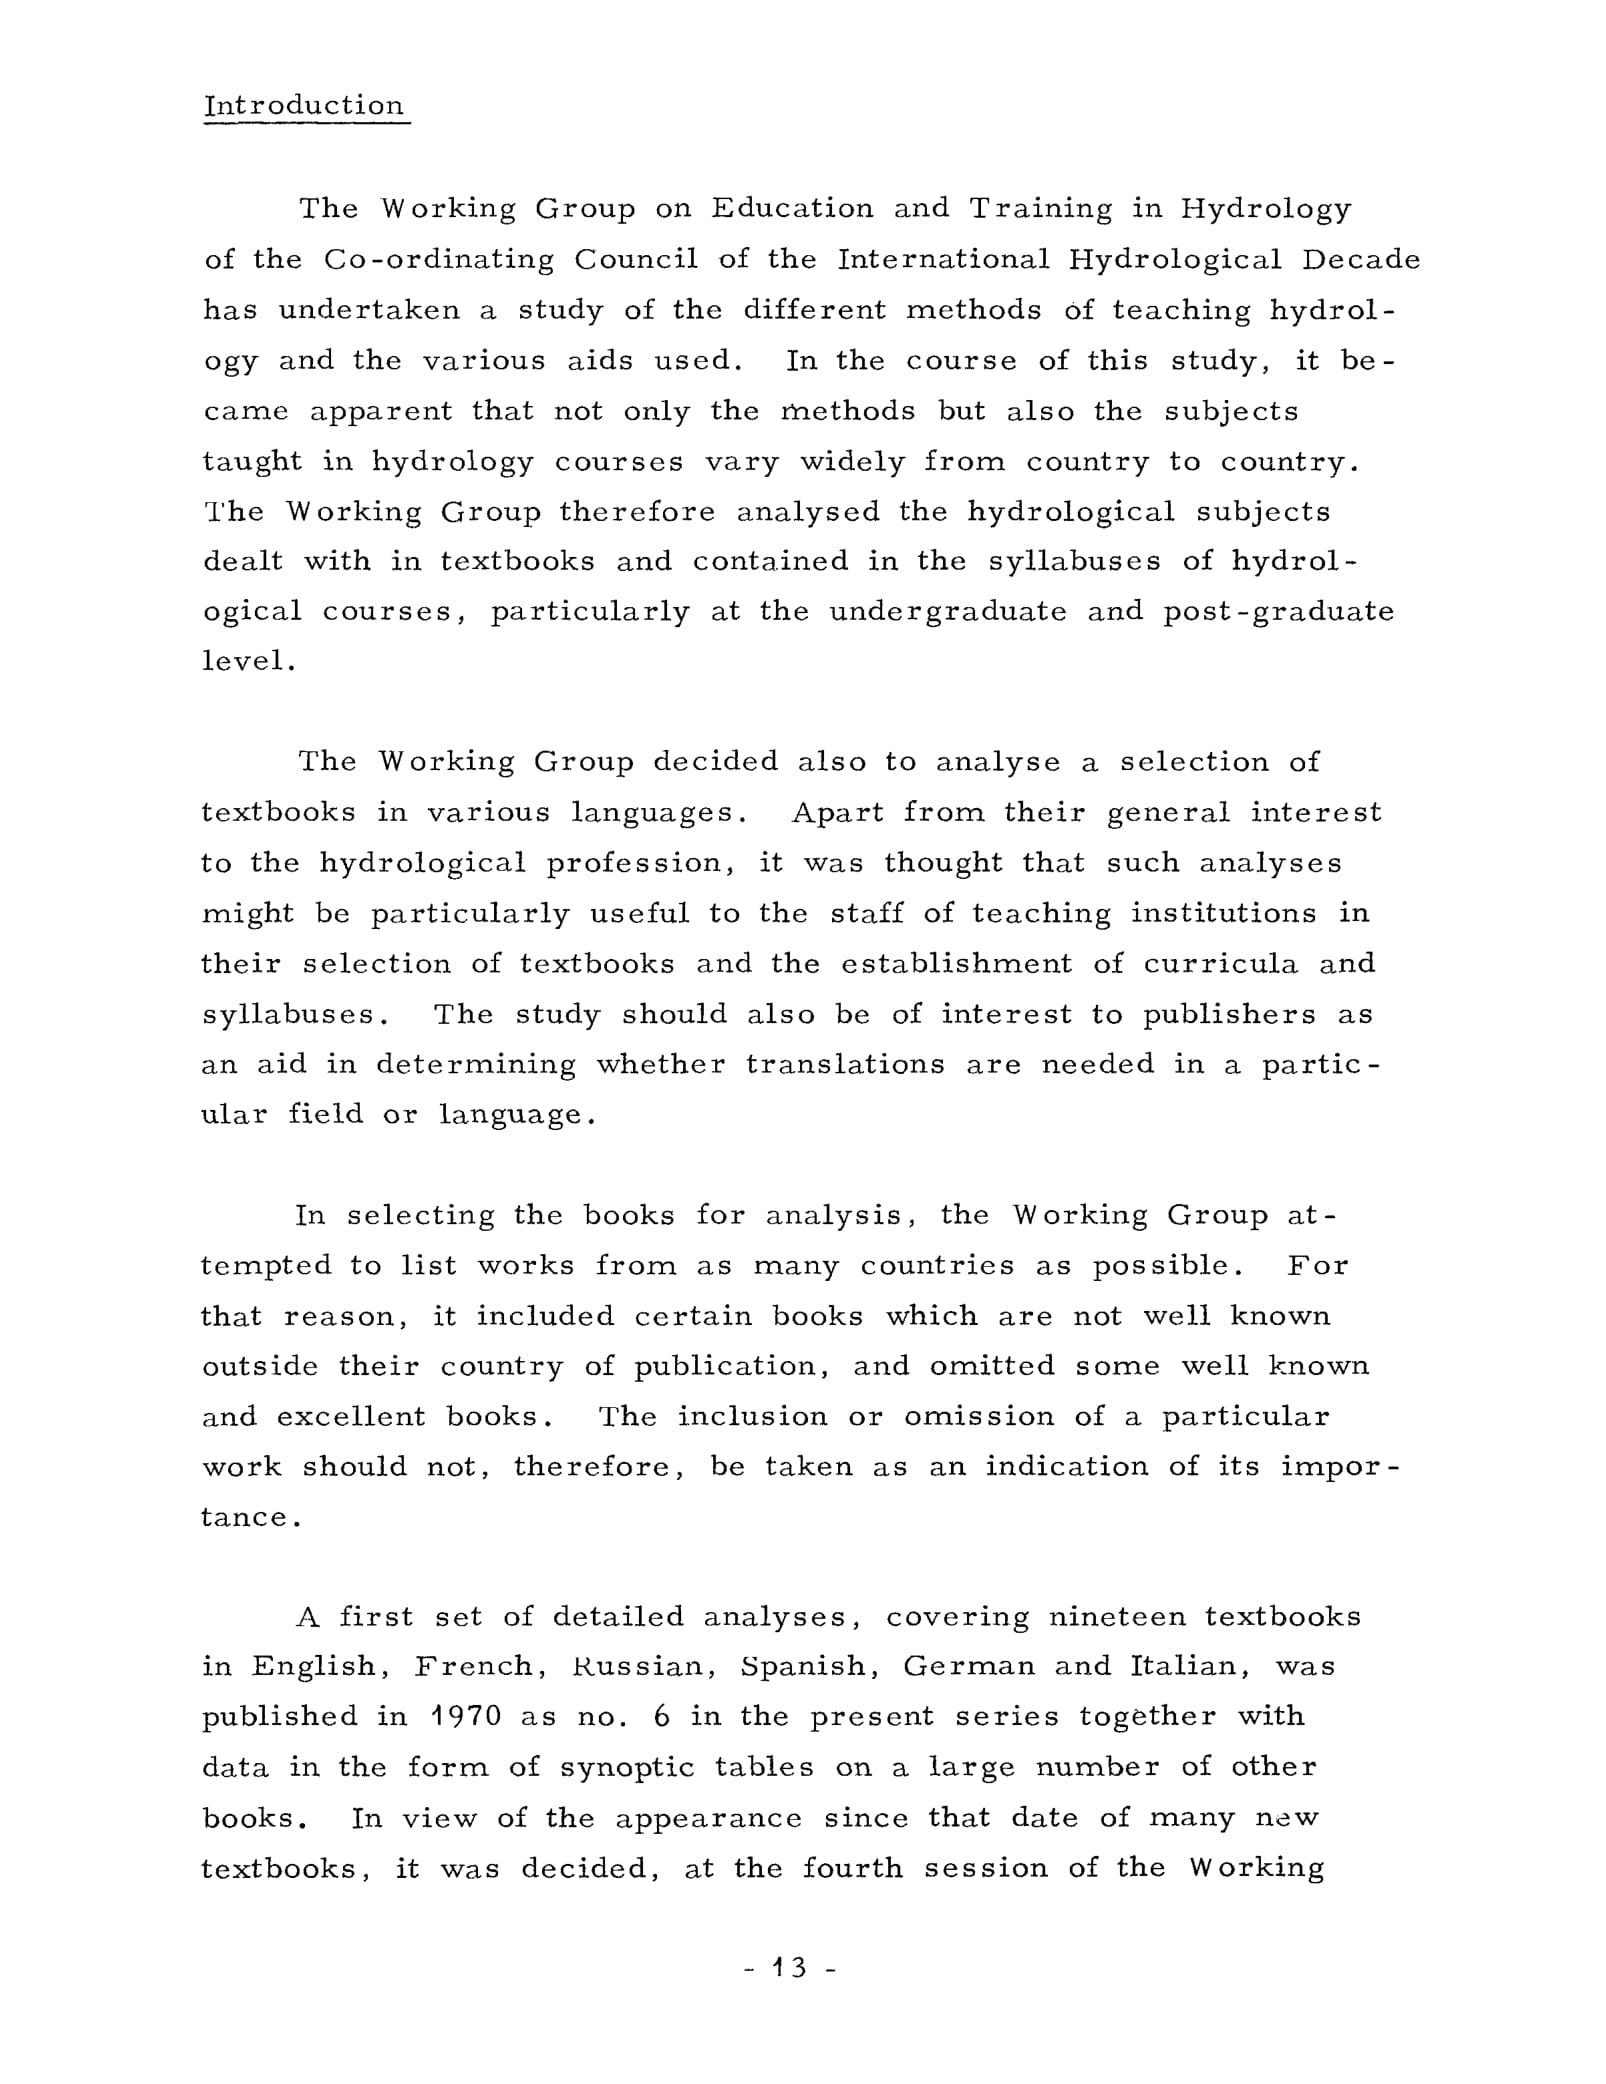 Introduction
The Working Group on Education and Training in Hydrology
of the Co-ordinating Council of the International Hydrological Decade
has undertaken a study of the different methods of teaching hydrol-
ogy and the various aids used. In the course of this study, it be-
came apparent that not only the methods but also the subjects
taught in hydrology courses vary widely from country to country.
The Working Group therefore analysed the hydrological subjects
dealt with in textbooks and contained in the syllabuses of hydrol-
ogical courses, particularly at the undergraduate and post-graduate
level.
The Working Group decided also to analyse a selection of
textbooks in various languages. Apart from their general interest
to the hydrological profession, it was thought that such analyses
might be particularly useful to the staff of teaching institutions in
their selection of textbooks and the establishment of curricula and
syllabuses. The study should also be of interest to publishers as
an aid in determining whether translations are needed in a partic-
ular field or language.
In selecting the books for analysis, the Working Group at-
tempted to list works from as many countries as possible. For
that reason, it included certain books which are not well known
outside their country of publication, and omitted some well known
and excellent books. The inclusion or omission of a particular
work should not, therefore, be taken as an indication of its impor-
tance.
A first set of detailed analyses, covering nineteen textbooks
in English, French, Russian, Spanish, German and Italian, was
published in 1970 as no. 6 in the present series together with
data in the form of synoptic tables on a large number of other
books. In view of the appearance since that date of many new
textbooks, it was decided, at the fourth session of the Working
- 13 -